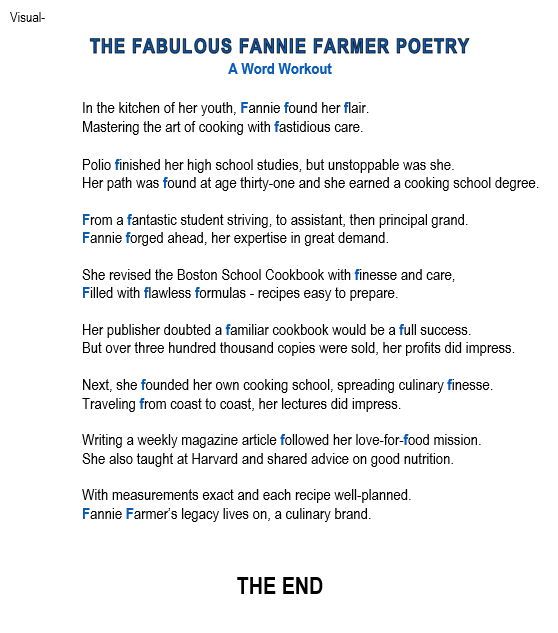 Visual-
THE FABULOUS FANNIE FARMER POETRY
A Word Workout
In the kitchen of her youth, Fannie found her flair.
Mastering the art of cooking with fastidious care.
Polio finished her high school studies, but unstoppable was she.
Her path was found at age thirty-one and she earned a cooking school degree.
From a fantastic student striving, to assistant, then principal grand.
Fannie forged ahead, her expertise in great demand.
She revised the Boston School Cookbook with finesse and care,
Filled with flawless formulas - recipes easy to prepare.
Her publisher doubted a familiar cookbook would be a full success.
But over three hundred thousand copies were sold, her profits did impress.
Next, she founded her own cooking school, spreading culinary finesse.
Traveling from coast to coast, her lectures did impress.
Writing a weekly magazine article followed her love-for-food mission.
She also taught at Harvard and shared advice on good nutrition.
With measurements exact and each recipe well-planned.
Fannie Farmer's legacy lives on, a culinary brand.
THE END